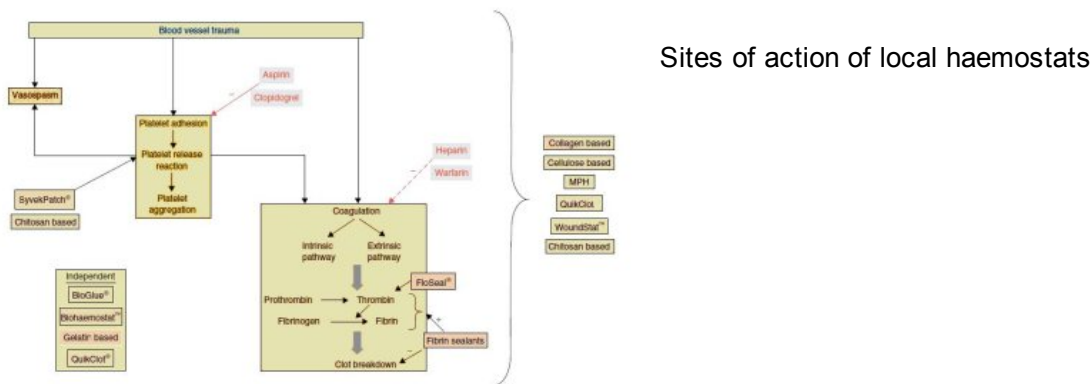 Blood vessel trauma
Sites of action of local haemostats
Aspirin
−
Clopidogrel
Vasospasm
Platelet adhesion
Platelet release
reaction
Platelet
aggregation
SyvekPatch®
Chitosan based
Heparin
−
Warfarin
Coagulation
Intrinsic
pathway
Extrinsic
pathway
FloSeal®
Prothrombin
Thrombin
Fibrinogen
Fibrin
+
Fibrin sealants
−
Clot breakdown
Independent
BioGlue®
Biohaemostat™
Gelatin based
QuikClot®
Collagen based
Cellulose based
MPH
QuikClot
WoundStat™
Chitosan based